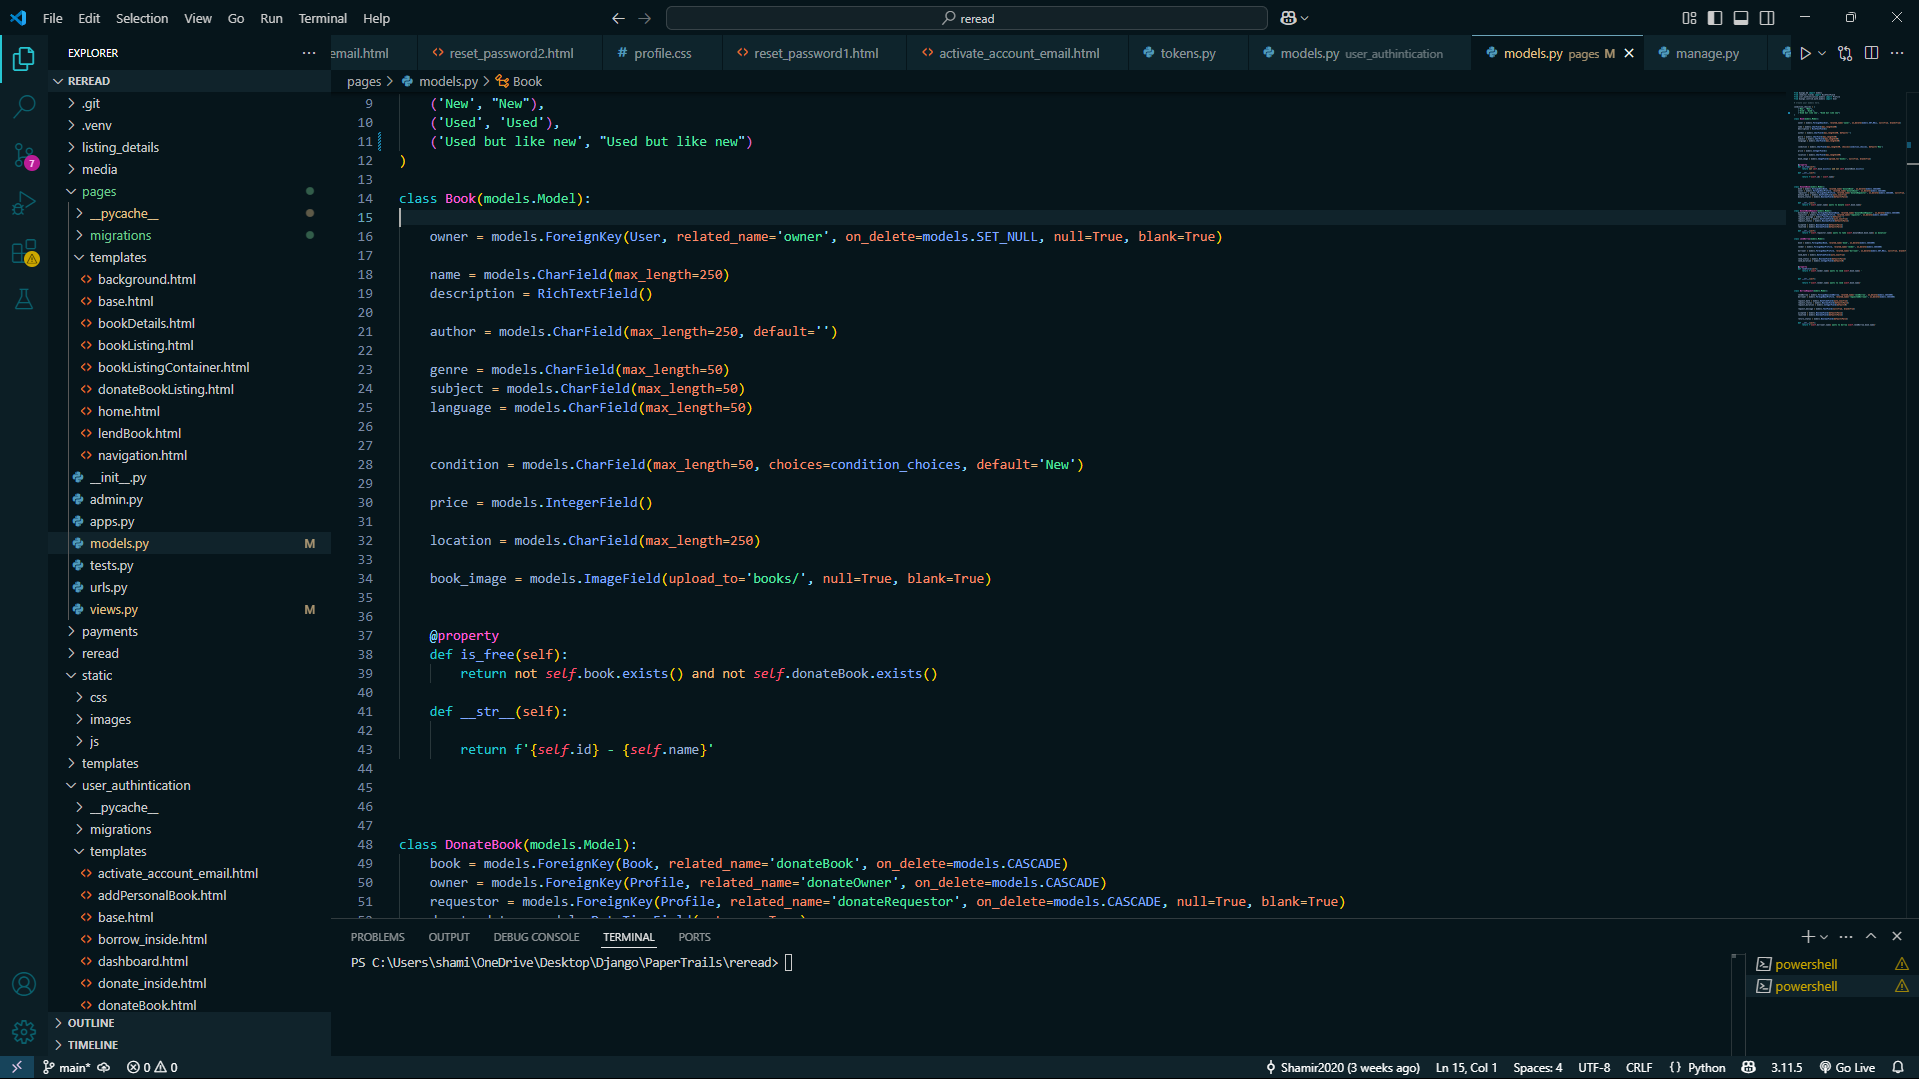 File Edit Selection View Go Run Terminal Help
reread
EXPLORER
email.html
reset_password2.html
# profile.css
reset_password1.html
activate_account_email.html
tokens.py
models.py user_authintication
models.py pages M
manage.py
pages > models.py > Book
REREAD
.git
.venv
listing_details
media
pages
__pycache__
migrations
templates
background.html
base.html
bookDetails.html
bookListing.html
bookListingContainer.html
donateBookListing.html
home.html
lendBook.html
navigation.html
__init__.py
admin.py
apps.py
models.py M
tests.py
urls.py
views.py M
payments
reread
static
css
images
js
templates
user_authintication
__pycache__
migrations
templates
activate_account_email.html
addPersonalBook.html
base.html
borrow_inside.html
dashboard.html
donate_inside.html
donateBook.html
OUTLINE
TIMELINE
7
9 ('New', "New"),
10 ('Used', 'Used'),
11 ('Used but like new', "Used but like new")
12 )
13
14 class Book(models.Model):
15
16 owner = models.ForeignKey(User, related_name='owner', on_delete=models.SET_NULL, null=True, blank=True)
17
18 name = models.CharField(max_length=250)
19 description = RichTextField()
20
21 author = models.CharField(max_length=250, default='')
22
23 genre = models.CharField(max_length=50)
24 subject = models.CharField(max_length=50)
25 language = models.CharField(max_length=50)
26
27
28 condition = models.CharField(max_length=50, choices=condition_choices, default='New')
29
30 price = models.IntegerField()
31
32 location = models.CharField(max_length=250)
33
34 book_image = models.ImageField(upload_to='books/', null=True, blank=True)
35
36
37 @property
38 def is_free(self):
39 return not self.book.exists() and not self.donateBook.exists()
40
41 def __str__(self):
42
43 return f'{self.id} - {self.name}'
44
45
46
47
48 class DonateBook(models.Model):
49 book = models.ForeignKey(Book, related_name='donateBook', on_delete=models.CASCADE)
50 owner = models.ForeignKey(Profile, related_name='donateOwner', on_delete=models.CASCADE)
51 requestor = models.ForeignKey(Profile, related_name='donateRequestor', on_delete=models.CASCADE, null=True, blank=True)
PROBLEMS OUTPUT DEBUG CONSOLE TERMINAL PORTS
PS C:\Users\shami\OneDrive\Desktop\Django\PaperTrails\reread>
powershell
powershell
main* 0 0
Shamir2020 (3 weeks ago) Ln 15, Col 1 Spaces: 4 UTF-8 CRLF {} Python 3.11.5 Go Live